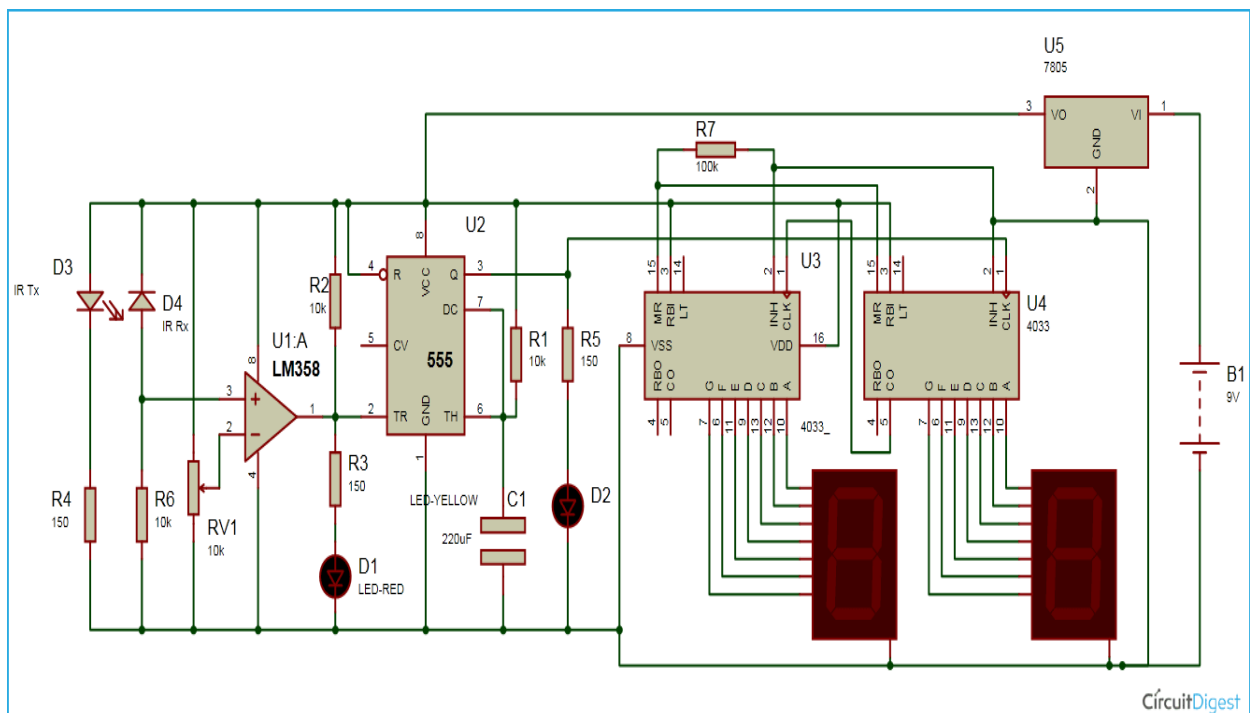 U5
7805
3
VO
VI
1
GND
2
R7
100k
U2
D3
IR Tx
D4
IR Rx
R2
10k
8
VCC
4
R
Q
3
DC
7
5
CV
555
GND
2
TR
TH
6
1
R1
10k
R5
150
U1:A
LM358
8
3
+
1
2
-
4
15
3
14
2
1
U3
MR
RBI
LT
INH
CLK
8
VSS
VDD
16
RBO
CO
G
F
E
D
C
B
A
4
5
7
6
11
9
13
12
10
4033_
15
3
14
2
1
U4
4033
MR
RBI
LT
INH
CLK
RBO
CO
G
F
E
D
C
B
A
4
5
7
6
11
9
13
12
10
B1
9V
R4
150
R6
10k
RV1
10k
R3
150
LED-YELLOW
C1
220uF
D2
D1
LED-RED
CircuitDigest